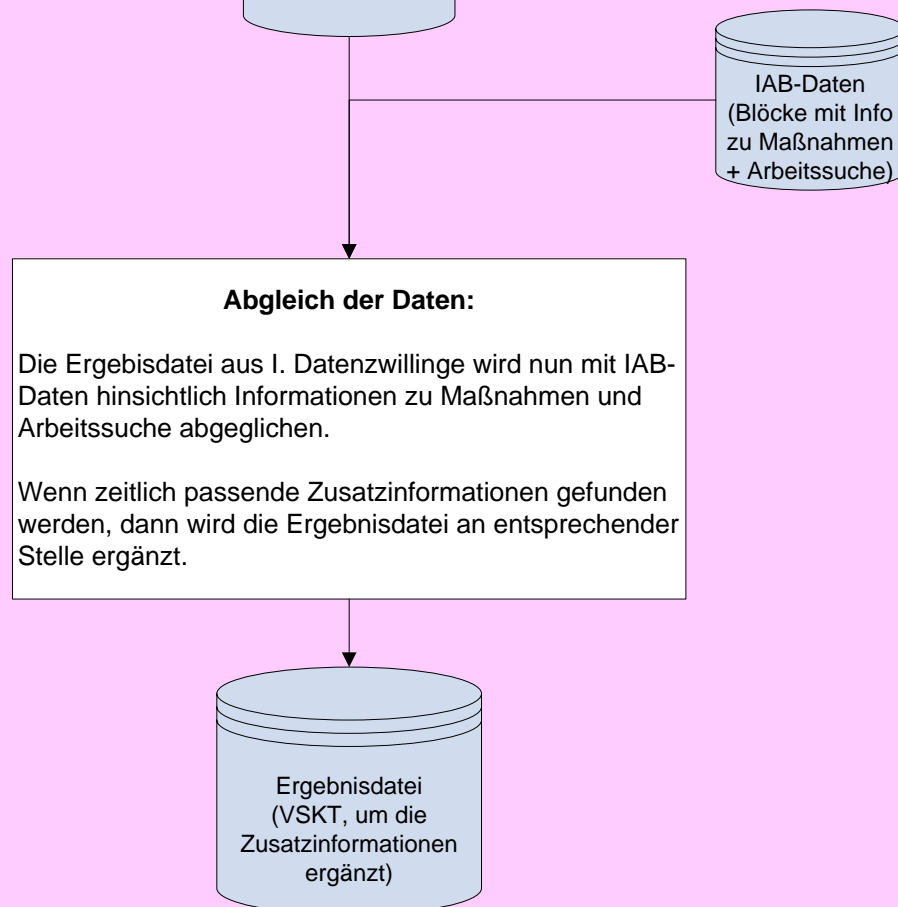 IAB-Daten
(Blöcke mit Info
zu Maßnahmen
+ Arbeitssuche)
Abgleich der Daten:
Die Ergebisdatei aus I. Datenzwillinge wird nun mit IAB-
Daten hinsichtlich Informationen zu Maßnahmen und
Arbeitssuche abgeglichen.
Wenn zeitlich passende Zusatzinformationen gefunden
werden, dann wird die Ergebnisdatei an entsprechender
Stelle ergänzt.
Ergebnisdatei
(VSKT, um die
Zusatzinformationen
ergänzt)